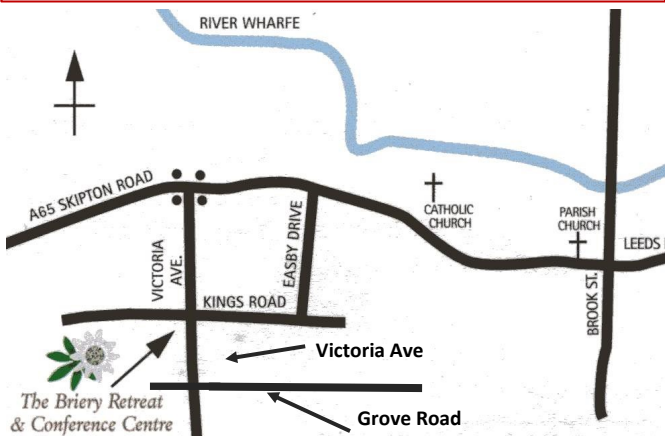 RIVER WHARFE
A65 SKIPTON ROAD
CATHOLIC
CHURCH
PARISH
CHURCH
LEEDS
VICTORIA
AVE.
EASBY DRIVE
BROOK ST.
KINGS ROAD
Victoria Ave
The Briery Retreat
& Conference Centre
Grove Road